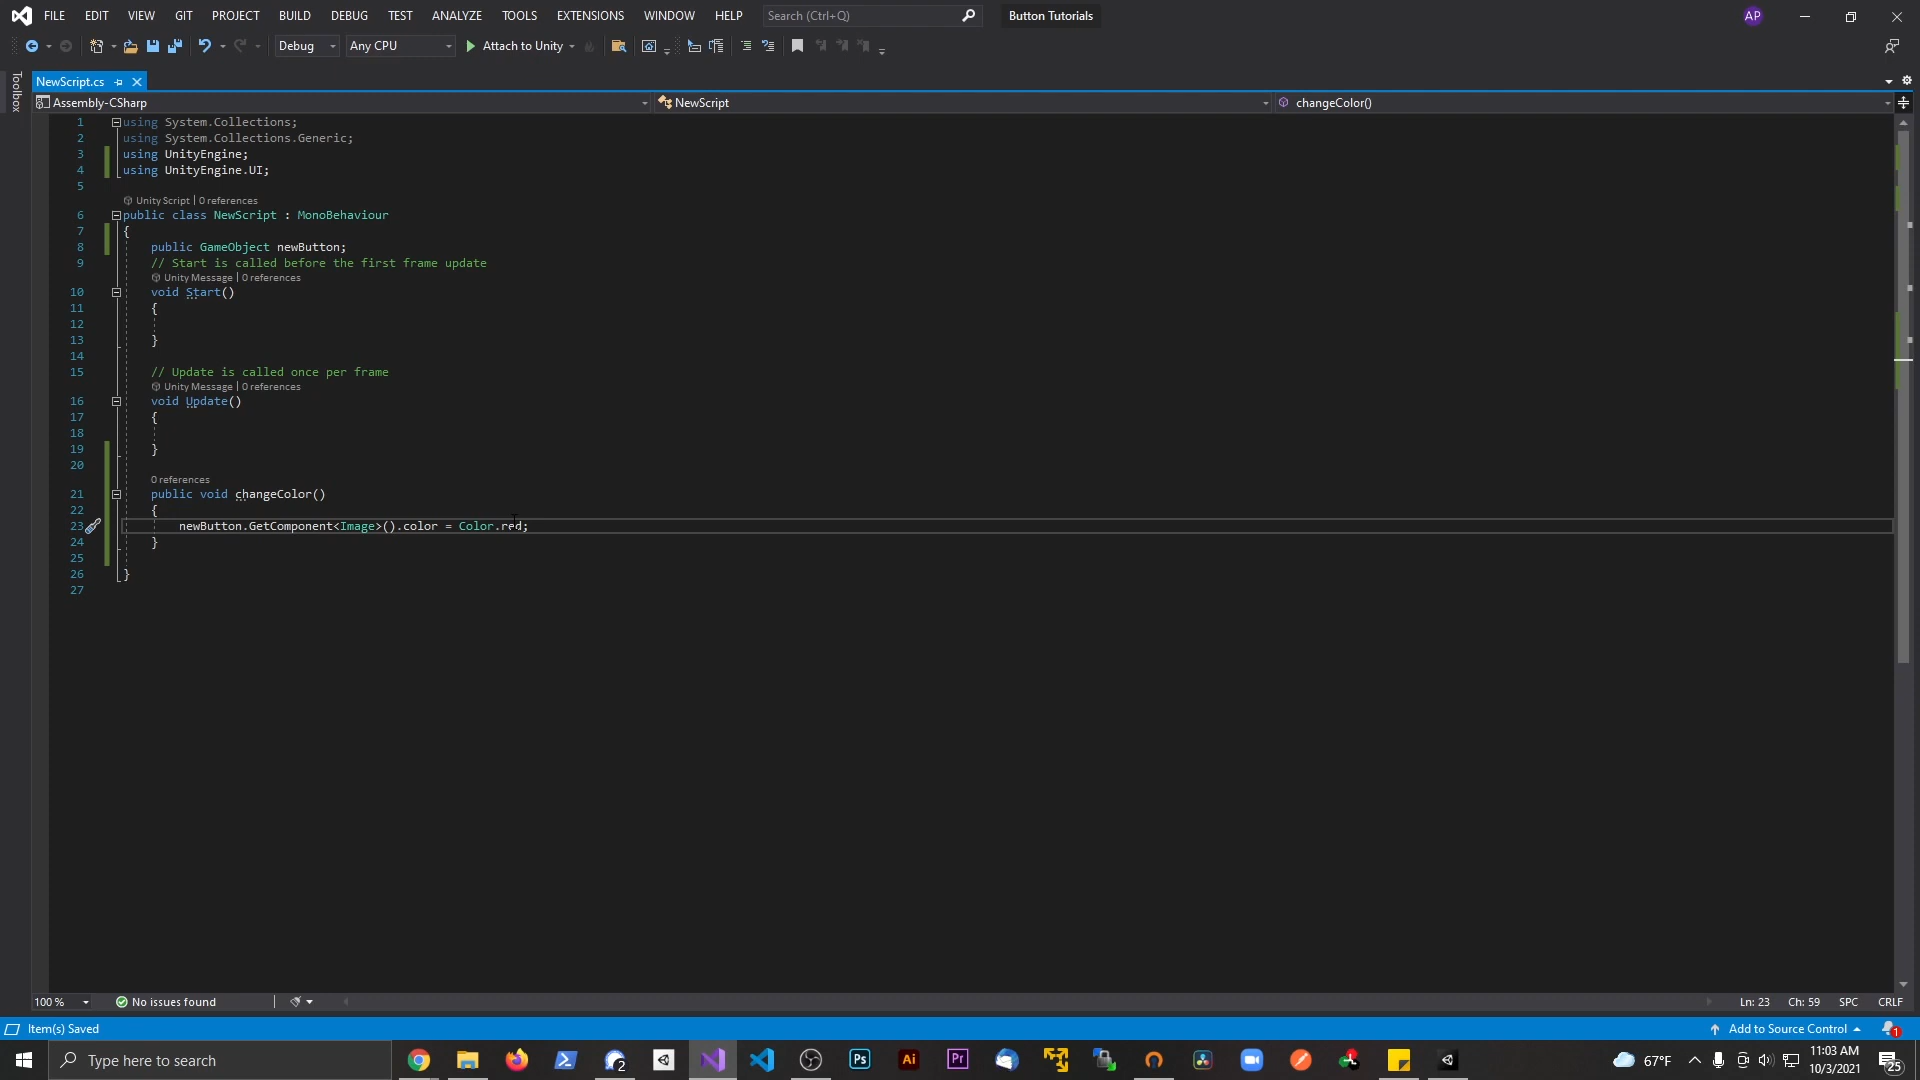 FILE EDIT VIEW GIT PROJECT BUILD DEBUG TEST ANALYZE TOOLS EXTENSIONS WINDOW HELP Search (Ctrl+Q) Button Tutorials AP
Debug Any CPU Attach to Unity
Toolbox
NewScript.cs
Assembly-CSharp NewScript changeColor()
1 using System.Collections;
2 using System.Collections.Generic;
3 using UnityEngine;
4 using UnityEngine.UI;
5
Unity Script | 0 references
6 public class NewScript : MonoBehaviour
7 {
8 public GameObject newButton;
9 // Start is called before the first frame update
Unity Message | 0 references
10 void Start()
11 {
12
13 }
14
15 // Update is called once per frame
Unity Message | 0 references
16 void Update()
17 {
18
19 }
20
0 references
21 public void changeColor()
22 {
23 newButton.GetComponent<Image>().color = Color.red;
24 }
25
26 }
27
100 % No issues found Ln: 23 Ch: 59 SPC CRLF
Item(s) Saved Add to Source Control 1
Type here to search 2 Ps Ai Pr 67°F 11:03 AM
10/3/2021 25